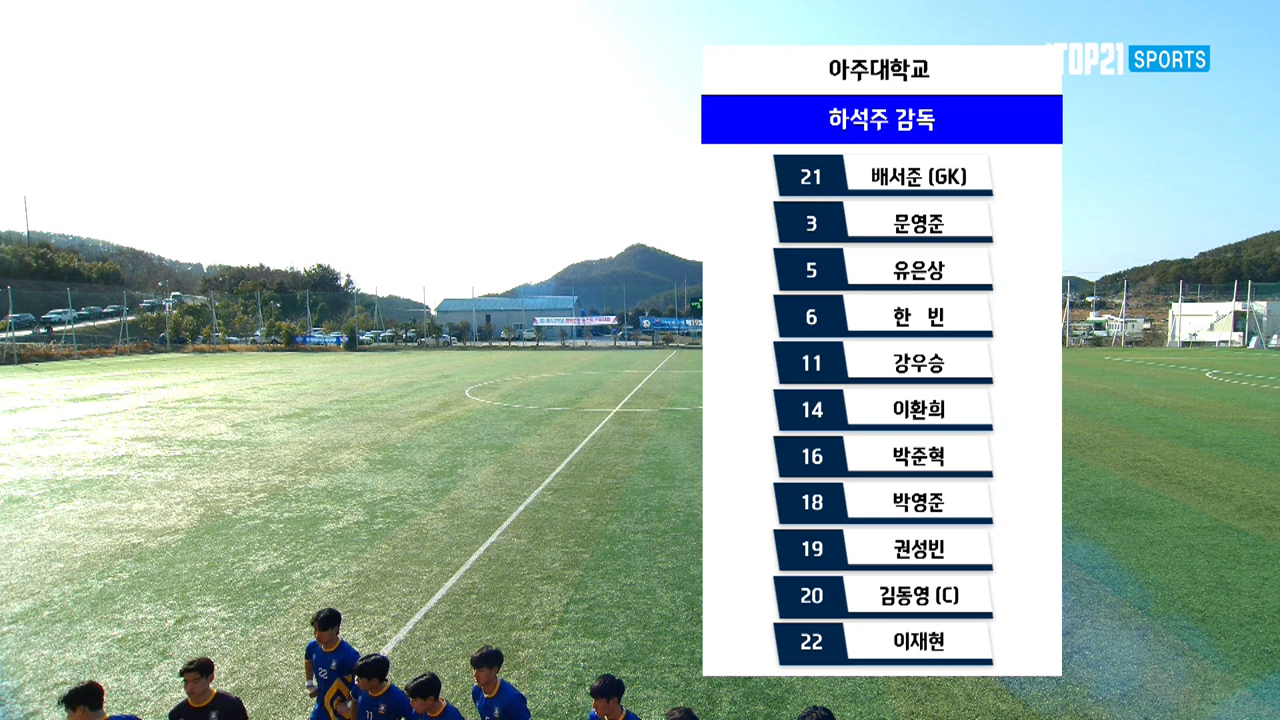 TOP21 SPORTS
아주대학교
하석주 감독
21 배서준 (GK)
3 문영준
5 유은상
6 한 빈
11 강우승
14 이환희
16 박준혁
18 박영준
19 권성빈
20 김동영 (C)
22 이재현
22
11